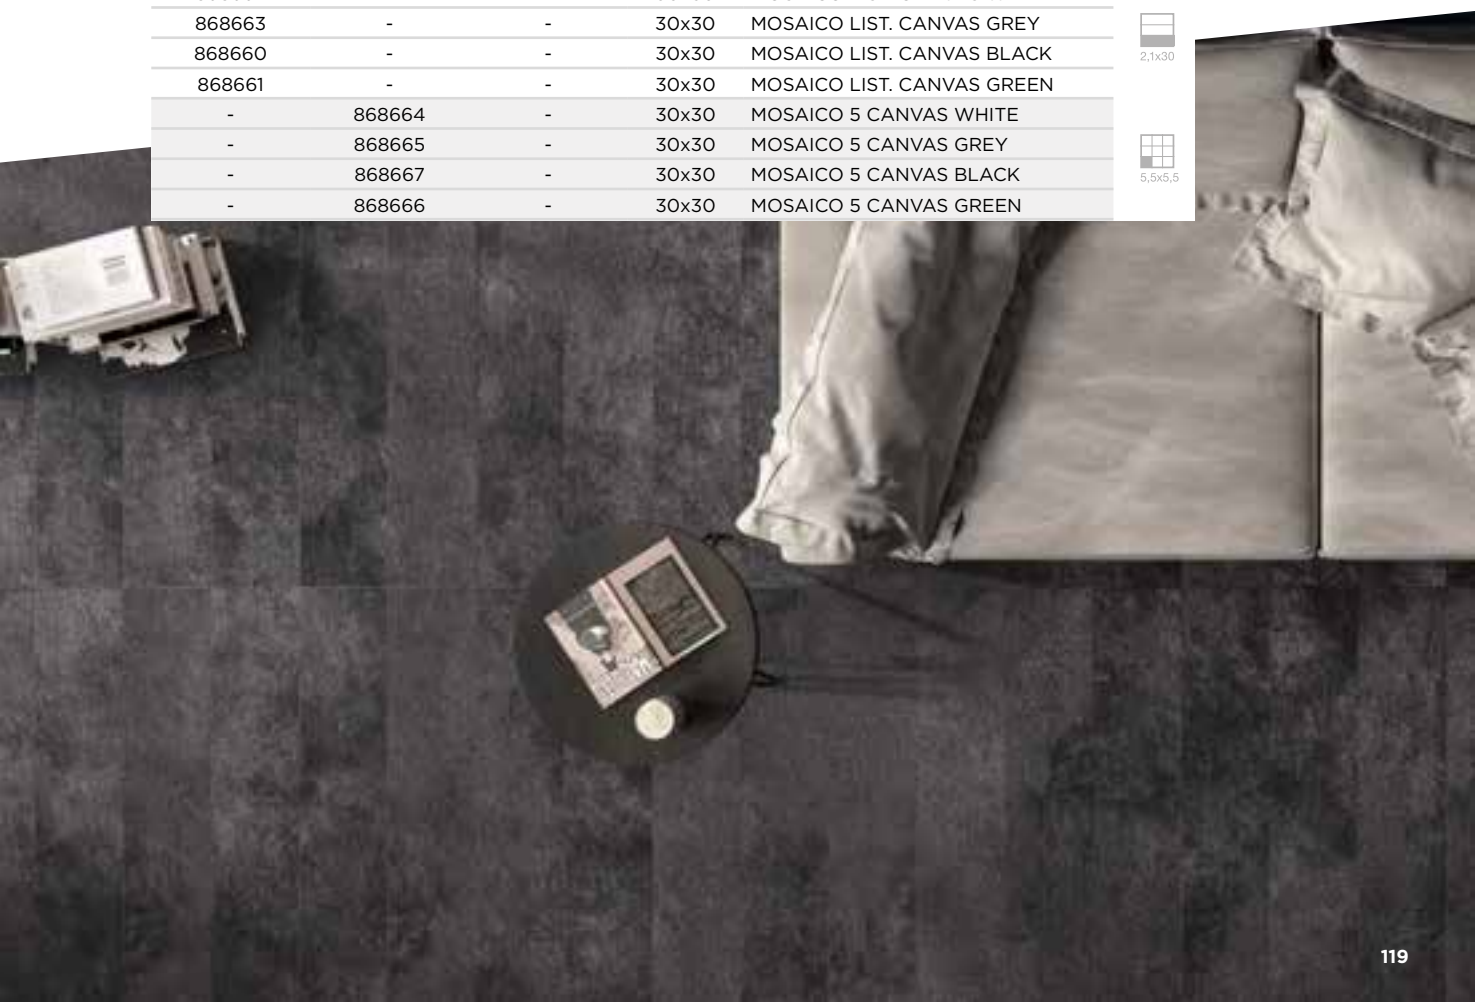 868663 - - 30x30 MOSAICO LIST. CANVAS GREY
868660 - - 30x30 MOSAICO LIST. CANVAS BLACK
868661 - - 30x30 MOSAICO LIST. CANVAS GREEN
2,1x30
- 868664 - 30x30 MOSAICO 5 CANVAS WHITE
- 868665 - 30x30 MOSAICO 5 CANVAS GREY
- 868667 - 30x30 MOSAICO 5 CANVAS BLACK
- 868666 - 30x30 MOSAICO 5 CANVAS GREEN
5,5x5,5
119